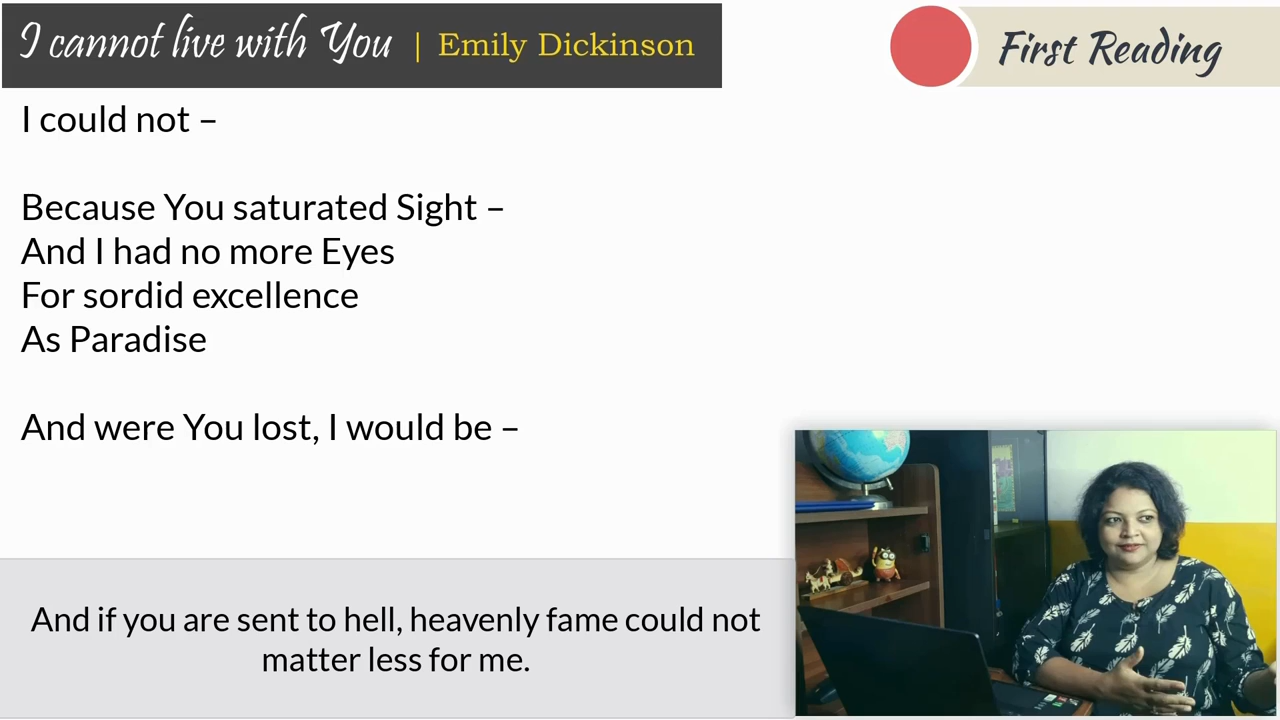 I cannot live with You | Emily Dickinson
First Reading
I could not –
Because You saturated Sight –
And I had no more Eyes
For sordid excellence
As Paradise
And were You lost, I would be –
And if you are sent to hell, heavenly fame could not
matter less for me.